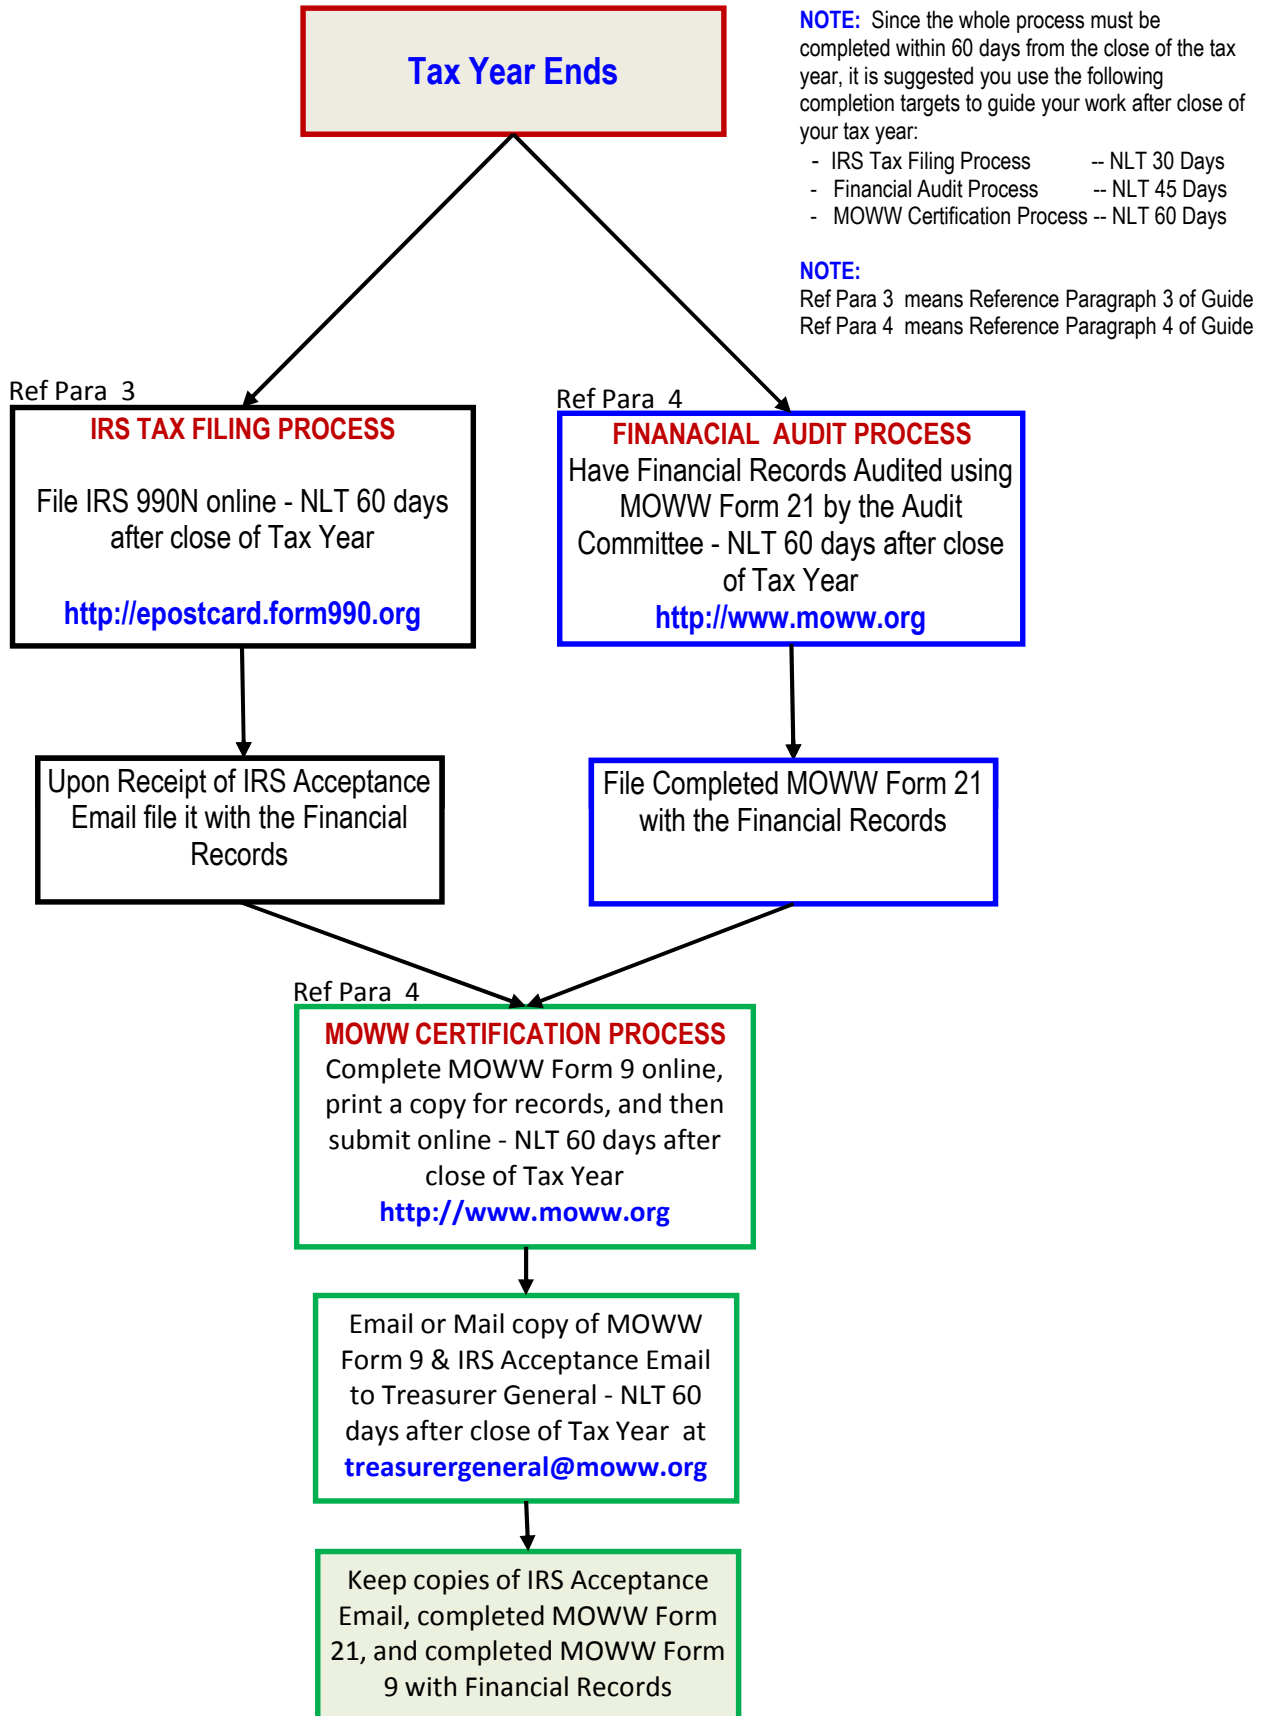 Tax Year Ends
NOTE:  Since the whole process must be
completed within 60 days from the close of the tax
year, it is suggested you use the following
completion targets to guide your work after close of
your tax year:
- IRS Tax Filing Process -- NLT 30 Days
- Financial Audit Process -- NLT 45 Days
- MOWW Certification Process -- NLT 60 Days
NOTE:
Ref Para 3  means Reference Paragraph 3 of Guide
Ref Para 4  means Reference Paragraph 4 of Guide
Ref Para  3
IRS TAX FILING PROCESS
File IRS 990N online - NLT 60 days
after close of Tax Year
http://epostcard.form990.org
Ref Para  4
FINANACIAL  AUDIT PROCESS
Have Financial Records Audited using
MOWW Form 21 by the Audit
Committee - NLT 60 days after close
of Tax Year
http://www.moww.org
Upon Receipt of IRS Acceptance
Email file it with the Financial
Records
File Completed MOWW Form 21
with the Financial Records
Ref Para  4
MOWW CERTIFICATION PROCESS
Complete MOWW Form 9 online,
print a copy for records, and then
submit online - NLT 60 days after
close of Tax Year
http://www.moww.org
Email or Mail copy of MOWW
Form 9 & IRS Acceptance Email
to Treasurer General - NLT 60
days after close of Tax Year  at
treasurergeneral@moww.org
Keep copies of IRS Acceptance
Email, completed MOWW Form
21, and completed MOWW Form
9 with Financial Records